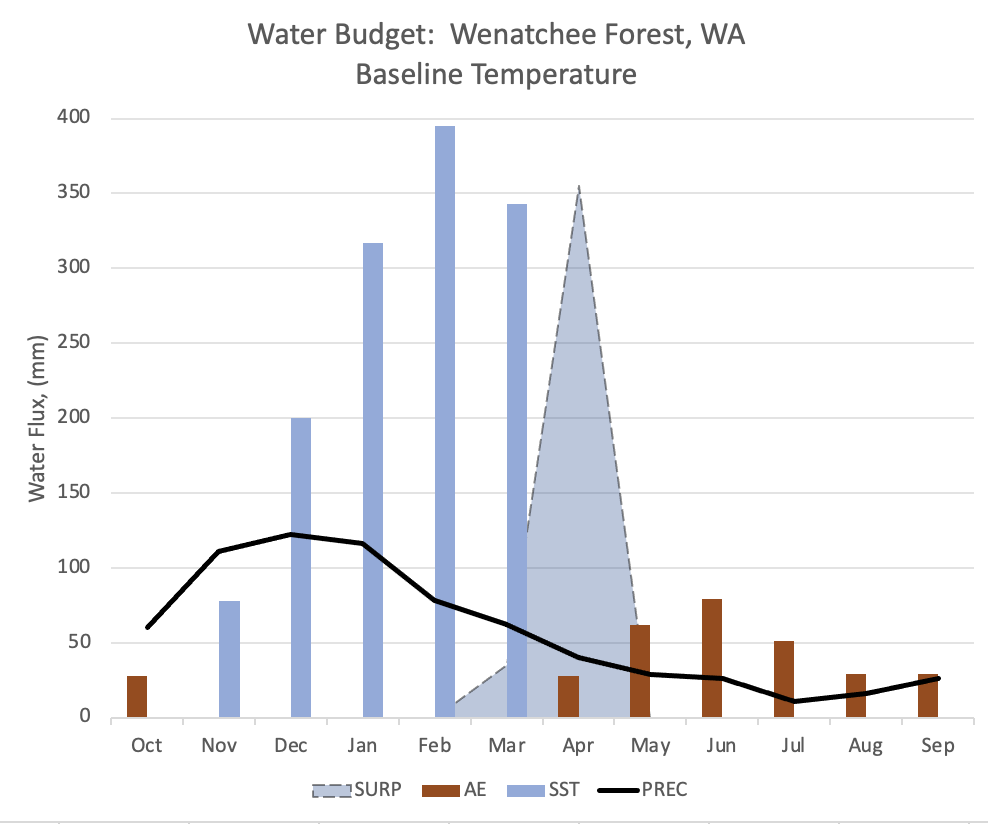 Water Budget:  Wenatchee Forest, WA
Baseline Temperature
Water Flux, (mm)
400
350
300
250
200
150
100
50
0
Oct Nov Dec Jan Feb Mar Apr May Jun Jul Aug Sep
SURP AE SST PREC